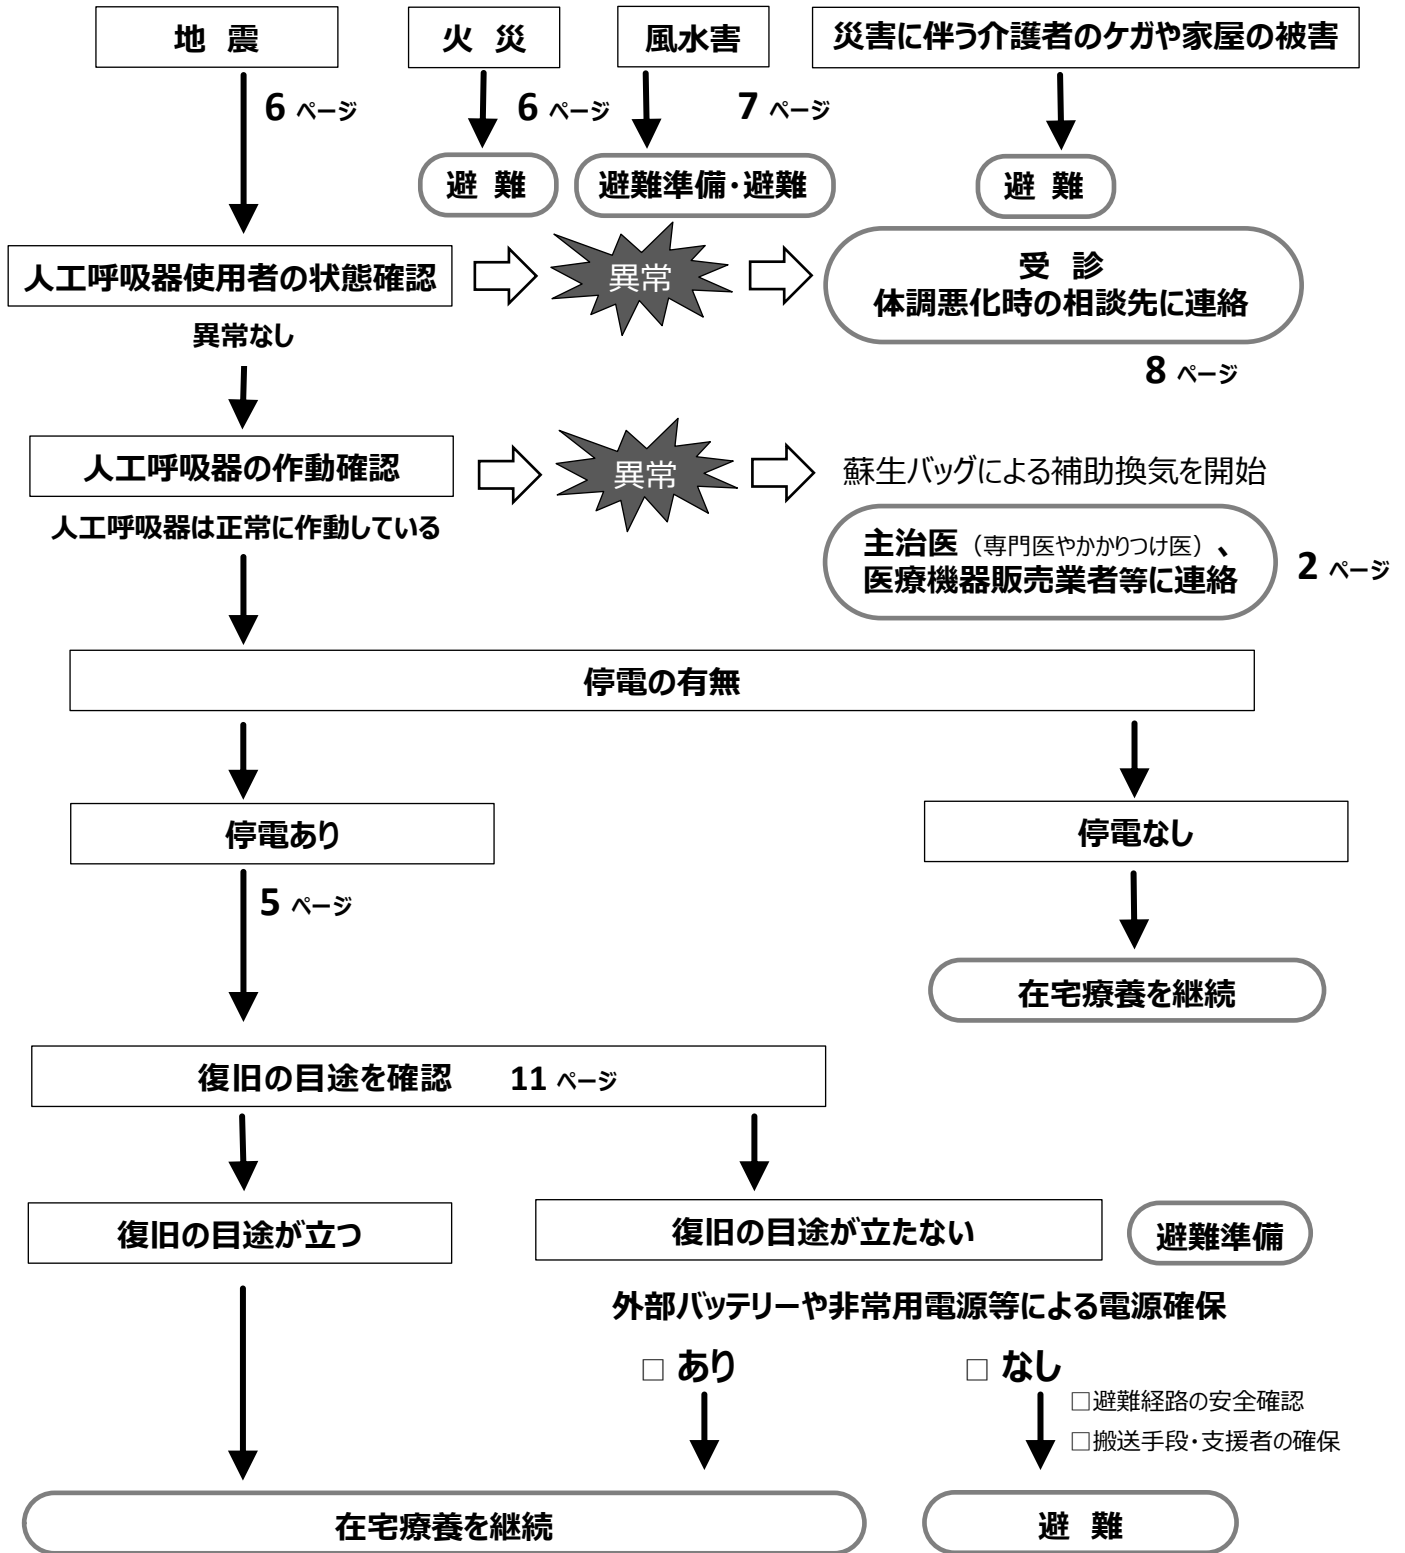 地 震
火 災
風水害
災害に伴う介護者のケガや家屋の被害
6 ページ
6 ページ
7 ページ
避 難
避難準備・避難
避 難
人工呼吸器使用者の状態確認
異常
受 診
体調悪化時の相談先に連絡
異常なし
8 ページ
人工呼吸器の作動確認
異常
蘇生バッグによる補助換気を開始
人工呼吸器は正常に作動している
主治医（専門医やかかりつけ医）、
医療機器販売業者等に連絡
2 ページ
停電の有無
停電あり
停電なし
5 ページ
在宅療養を継続
復旧の目途を確認 11 ページ
復旧の目途が立つ
復旧の目途が立たない
避難準備
外部バッテリーや非常用電源等による電源確保
□ あり
□ なし
□避難経路の安全確認
□搬送手段・支援者の確保
在宅療養を継続
避 難